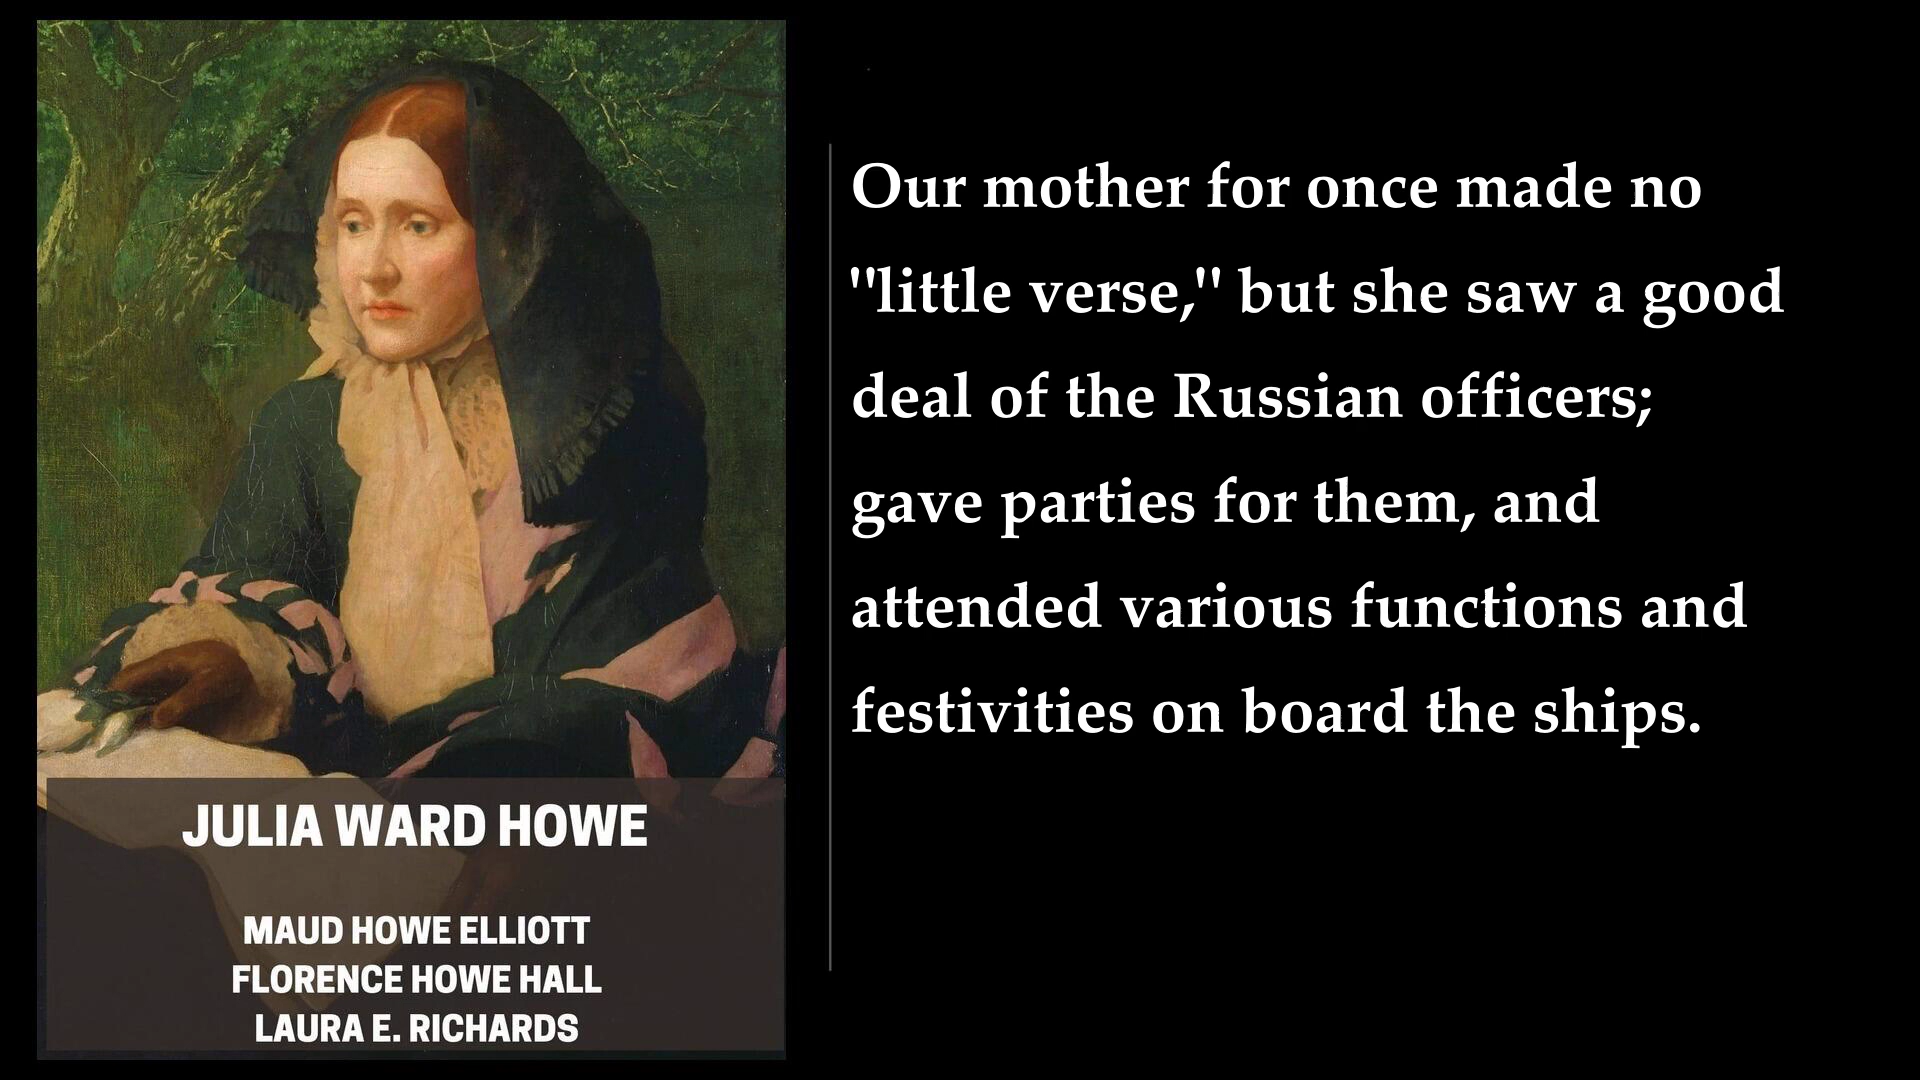 JULIA WARD HOWE
MAUD HOWE ELLIOTT
FLORENCE HOWE HALL
LAURA E. RICHARDS
Our mother for once made no
"little verse," but she saw a good
deal of the Russian officers;
gave parties for them, and
attended various functions and
festivities on board the ships.